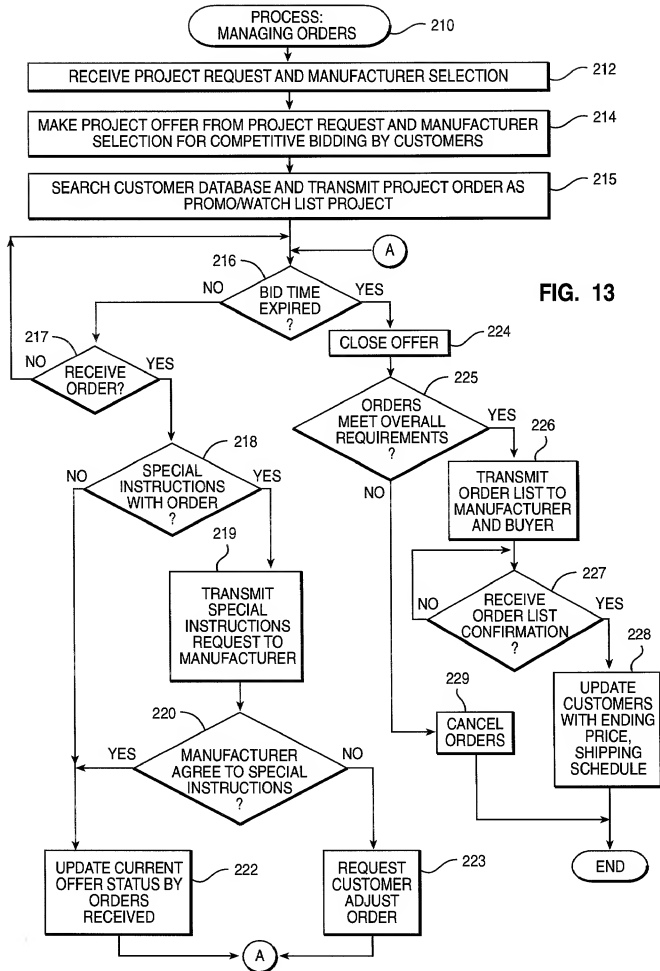 PROCESS:
MANAGING ORDERS
210
RECEIVE PROJECT REQUEST AND MANUFACTURER SELECTION
212
MAKE PROJECT OFFER FROM PROJECT REQUEST AND MANUFACTURER
SELECTION FOR COMPETITIVE BIDDING BY CUSTOMERS
214
SEARCH CUSTOMER DATABASE AND TRANSMIT PROJECT ORDER AS
PROMO/WATCH LIST PROJECT
215
A
216
NO
BID TIME
EXPIRED
?
YES
FIG. 13
224
CLOSE OFFER
217
NO
RECEIVE
ORDER?
YES
225
ORDERS
MEET OVERALL
REQUIREMENTS
?
YES
NO
226
TRANSMIT
ORDER LIST TO
MANUFACTURER
AND BUYER
218
NO
SPECIAL
INSTRUCTIONS
WITH ORDER
?
YES
219
TRANSMIT
SPECIAL
INSTRUCTIONS
REQUEST TO
MANUFACTURER
227
NO
RECEIVE
ORDER LIST
CONFIRMATION
?
YES
228
UPDATE
CUSTOMERS
WITH ENDING
PRICE,
SHIPPING
SCHEDULE
229
CANCEL
ORDERS
220
YES
MANUFACTURER
AGREE TO SPECIAL
INSTRUCTIONS
?
NO
UPDATE CURRENT
OFFER STATUS BY
ORDERS
RECEIVED
222
REQUEST
CUSTOMER
ADJUST
ORDER
223
END
A